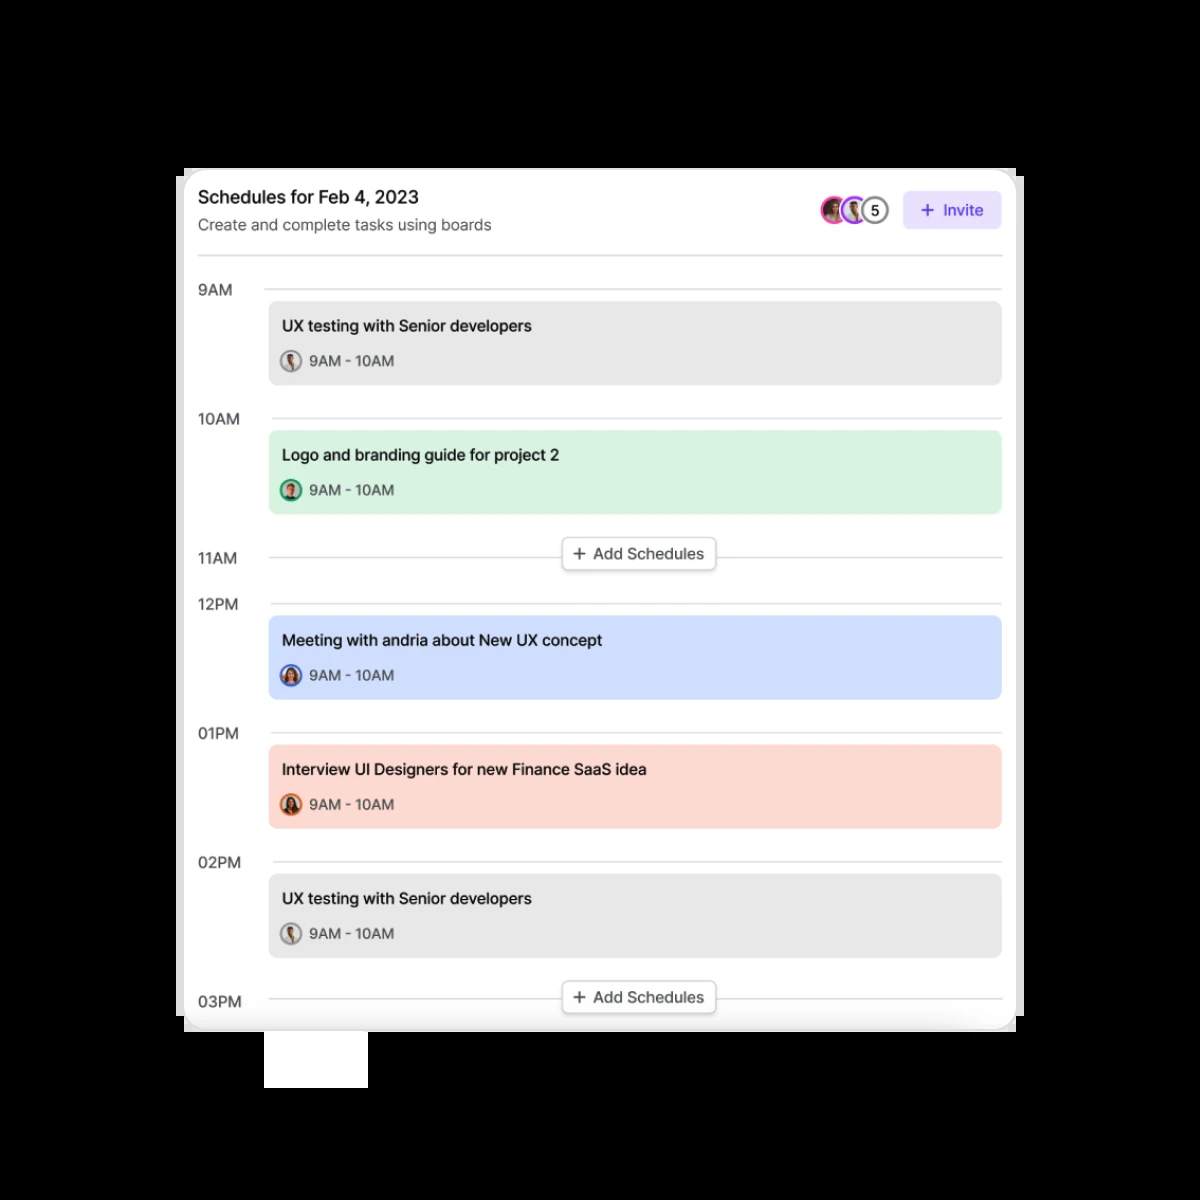 Schedules for Feb 4, 2023
Create and complete tasks using boards
5
+ Invite
9AM
UX testing with Senior developers
9AM - 10AM
10AM
Logo and branding guide for project 2
9AM - 10AM
11AM
+ Add Schedules
12PM
Meeting with andria about New UX concept
9AM - 10AM
01PM
Interview UI Designers for new Finance SaaS idea
9AM - 10AM
02PM
UX testing with Senior developers
9AM - 10AM
03PM
+ Add Schedules